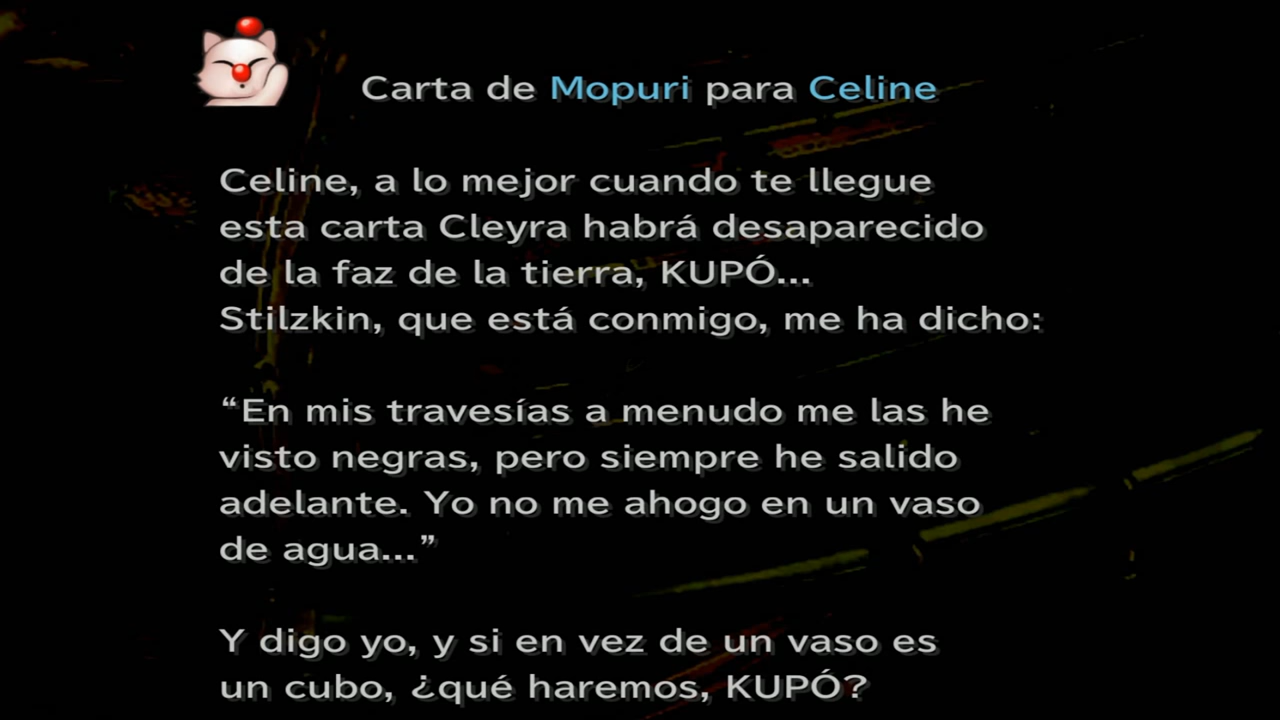 Carta de Mopuri para Celine
Celine, a lo mejor cuando te llegue
esta carta Cleyra habrá desaparecido
de la faz de la tierra, KUPÓ...
Stilzkin, que está conmigo, me ha dicho:
“En mis travesías a menudo me las he
visto negras, pero siempre he salido
adelante. Yo no me ahogo en un vaso
de agua...”
Y digo yo, y si en vez de un vaso es
un cubo, ¿qué haremos, KUPÓ?